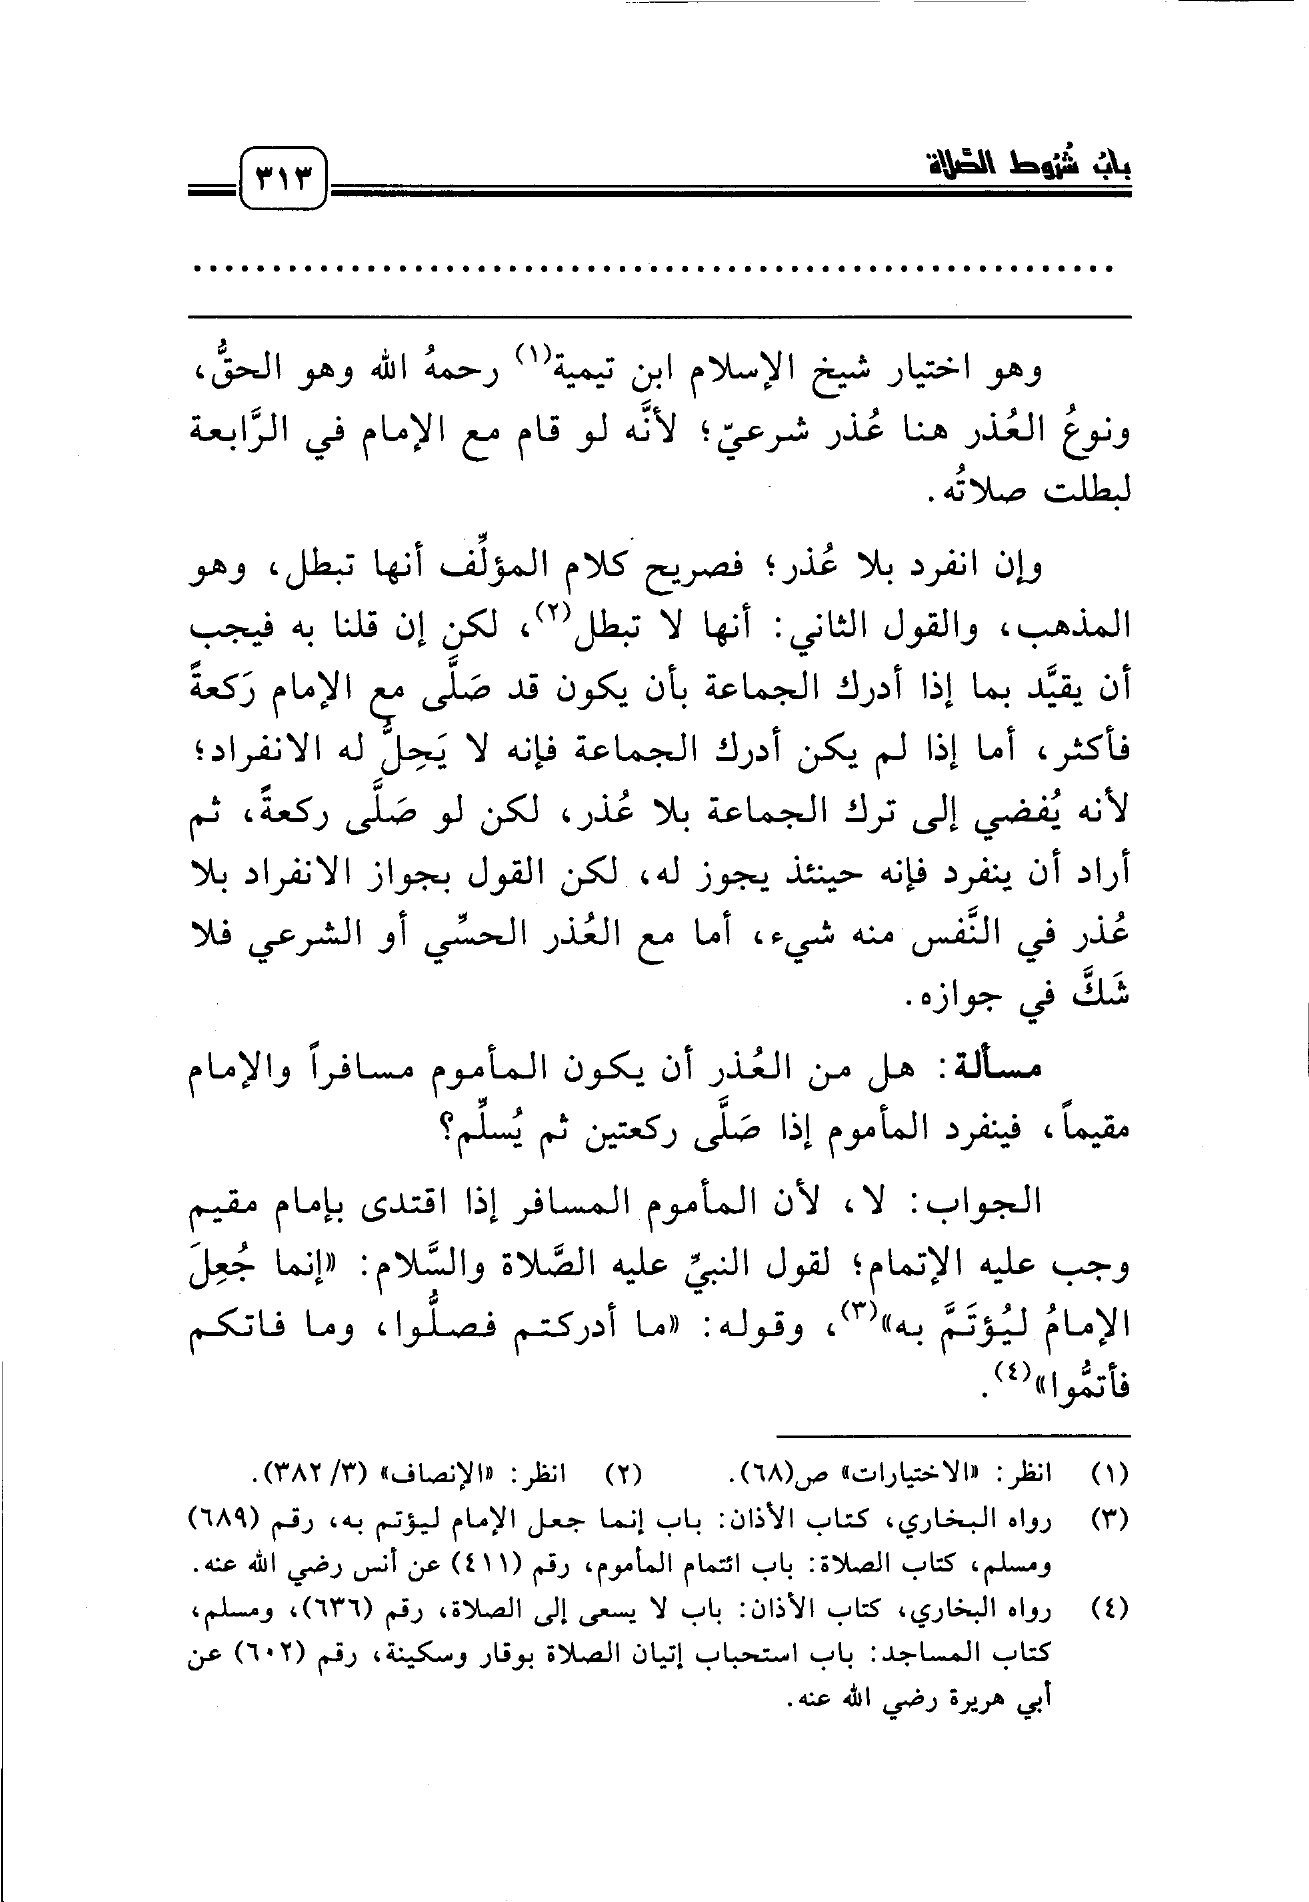 بابُ شُرُوط الصَّلاة
٣١٣
وهو اختيار شيخ الإسلام ابن تيمية(١) رحمهُ الله وهو الحقُّ،
ونوعُ العُذر هنا عُذر شرعيّ؛ لأنَّه لو قام مع الإمام في الرَّابعة
لبطلت صلاتُه.
وإن انفرد بلا عُذر؛ فصريح كلام المؤلِّف أنها تبطل، وهو
المذهب، والقول الثاني: أنها لا تبطل(٢)، لكن إن قلنا به فيجب
أن يقيَّد بما إذا أدرك الجماعة بأن يكون قد صَلَّى مع الإمام رَكعةً
فأكثر، أما إذا لم يكن أدرك الجماعة فإنه لا يَحِلُّ له الانفراد؛
لأنه يُفضي إلى ترك الجماعة بلا عُذر، لكن لو صَلَّى ركعةً، ثم
أراد أن ينفرد فإنه حينئذ يجوز له، لكن القول بجواز الانفراد بلا
عُذر في النَّفس منه شيء، أما مع العُذر الحسِّي أو الشرعي فلا
شَكَّ في جوازه.
مسألة: هل من العُذر أن يكون المأموم مسافراً والإمام
مقيماً، فينفرد المأموم إذا صَلَّى ركعتين ثم يُسلِّم؟
الجواب: لا، لأن المأموم المسافر إذا اقتدى بإمام مقيم
وجب عليه الإتمام؛ لقول النبيِّ عليه الصَّلاة والسَّلام: «إنما جُعِلَ
الإمامُ ليُؤتَمَّ به»(٣)، وقوله: «ما أدركتم فصلُّوا، وما فاتكم
فأتمُّوا»(٤).
(١) انظر: «الاختيارات» ص(٦٨). (٢) انظر: «الإنصاف» (٣/ ٣٨٢).
(٣) رواه البخاري، كتاب الأذان: باب إنما جعل الإمام ليؤتم به، رقم (٦٨٩)
ومسلم، كتاب الصلاة: باب ائتمام المأموم، رقم (٤١١) عن أنس رضي الله عنه.
(٤) رواه البخاري، كتاب الأذان: باب لا يسعى إلى الصلاة، رقم (٦٣٦)، ومسلم،
كتاب المساجد: باب استحباب إتيان الصلاة بوقار وسكينة، رقم (٦٠٢) عن
أبي هريرة رضي الله عنه.